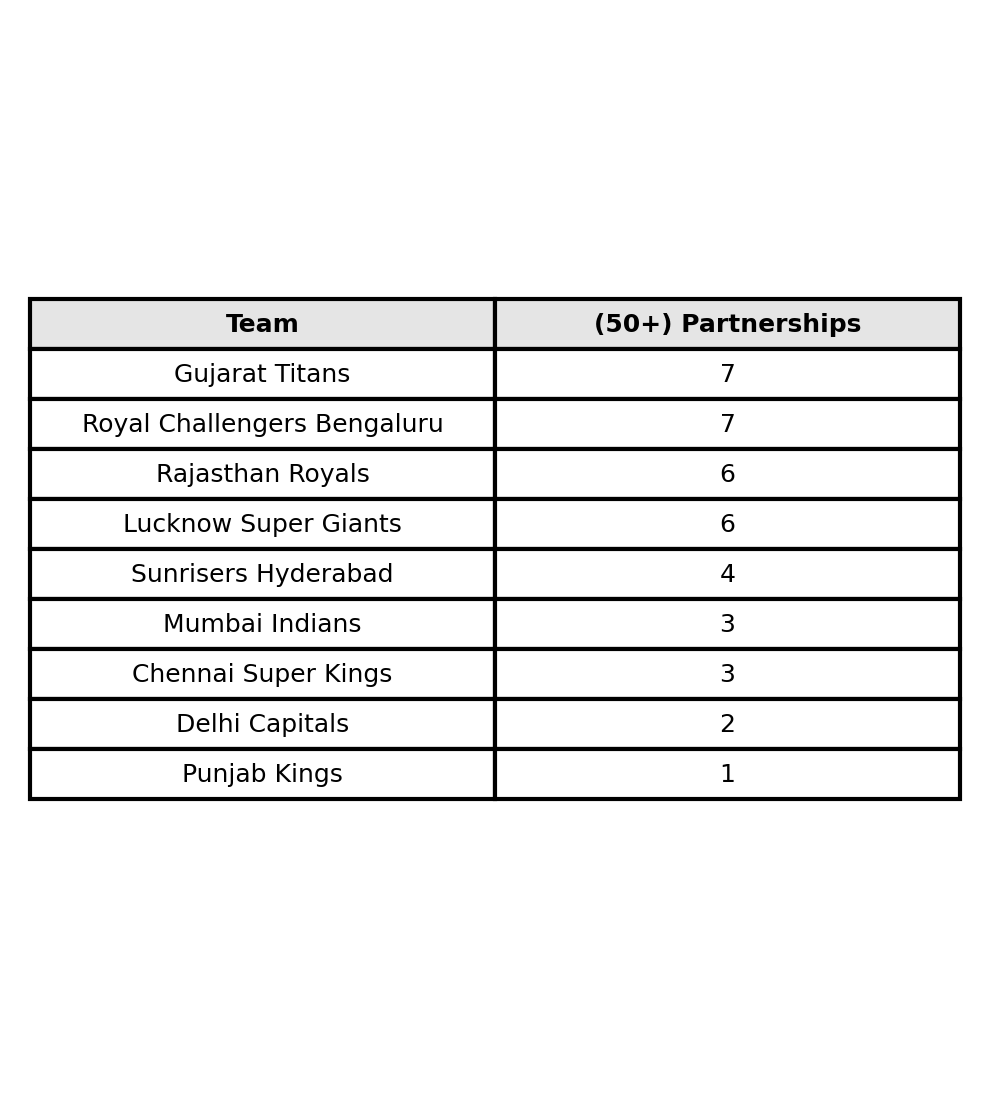 Team (50+) Partnerships
Gujarat Titans 7
Royal Challengers Bengaluru 7
Rajasthan Royals 6
Lucknow Super Giants 6
Sunrisers Hyderabad 4
Mumbai Indians 3
Chennai Super Kings 3
Delhi Capitals 2
Punjab Kings 1